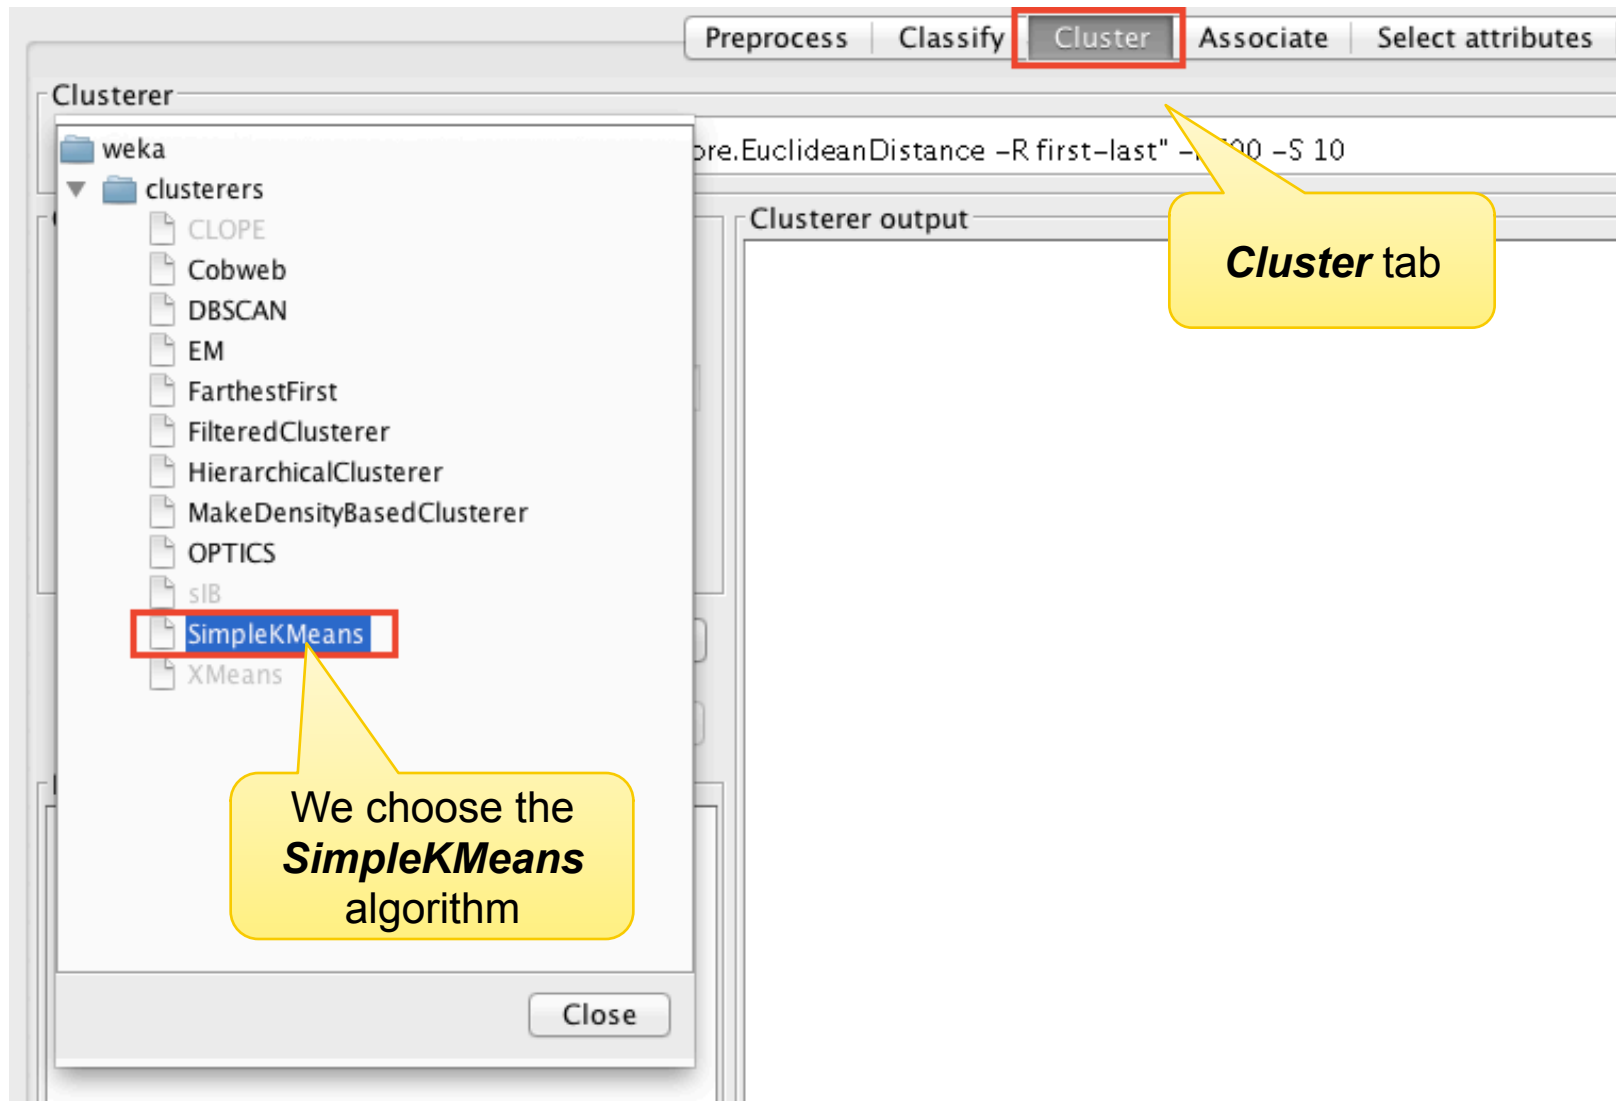 Preprocess Classify Cluster Associate Select attributes
Clusterer
weka
.EuclideanDistance -R first-last" 00 -S 10
clusterers
CLOPE
Clusterer output
Cobweb
Cluster tab
DBSCAN
EM
FarthestFirst
FilteredClusterer
HierarchicalClusterer
MakeDensityBasedClusterer
OPTICS
sIB
SimpleKMeans
XMeans
We choose the
SimpleKMeans
algorithm
Close